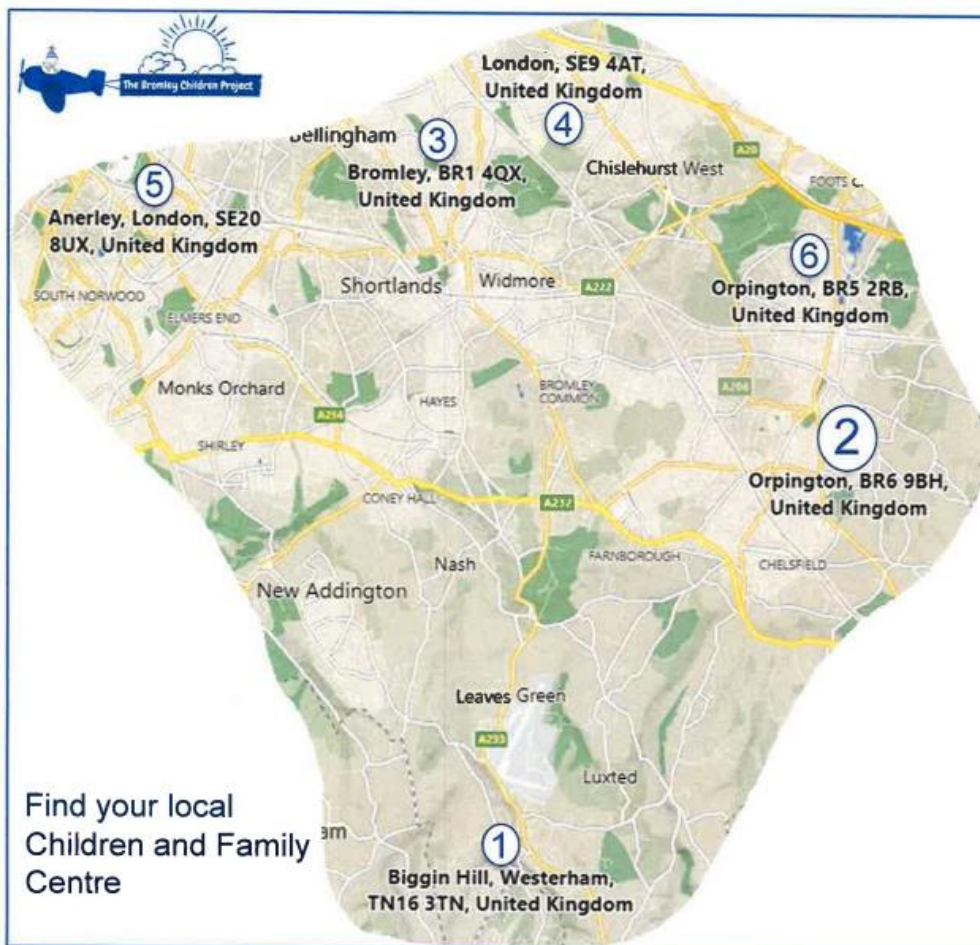 The Bromley Children Project
London, SE9 4AT,
United Kingdom
4
Bellingham
3
Bromley, BR1 4QX,
United Kingdom
Chislehurst West
A20
FOOTS C
5
Anerley, London, SE20
8UX, United Kingdom
6
Orpington, BR5 2RB,
United Kingdom
Shortlands
Widmore
A222
SOUTH NORWOOD
ELMERS END
Monks Orchard
HAYES
BROMLEY
COMMON
A208
A214
SHIRLEY
2
Orpington, BR6 9BH,
United Kingdom
CONEY HALL
A232
Nash
FARNBOROUGH
CHELSFIELD
New Addington
Leaves Green
A233
Luxted
Find your local
Children and Family
Centre
am
1
Biggin Hill, Westerham,
TN16 3TN, United Kingdom